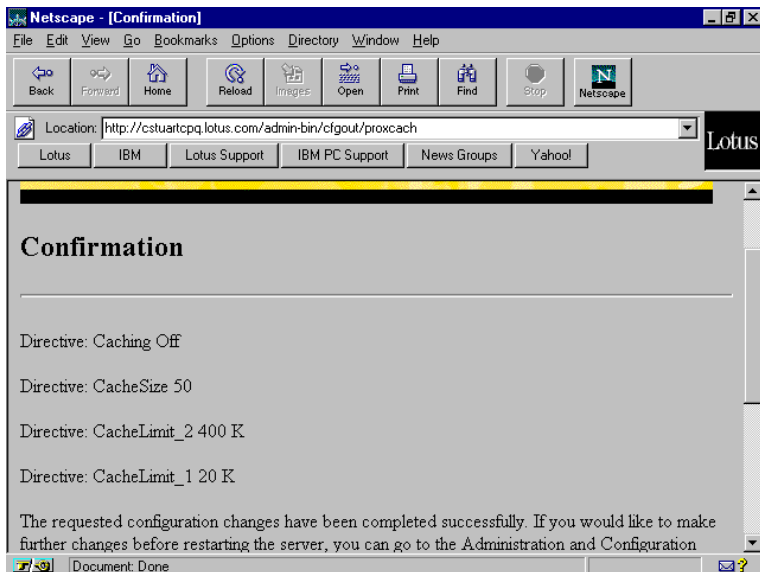 Netscape - [Confirmation]
File Edit View Go Bookmarks Options Directory Window Help
Back Forward Home Reload Images Open Print Find Stop Netscape
N
Location: http://cstuartcpq.lotus.com/admin-bin/cfgout/proxcach
Lotus
Lotus IBM Lotus Support IBM PC Support News Groups Yahoo!
Confirmation
Directive: Caching Off
Directive: CacheSize 50
Directive: CacheLimit_2 400 K
Directive: CacheLimit_1 20 K
The requested configuration changes have been completed successfully. If you would like to make
further changes before restarting the server, you can go to the Administration and Configuration
Document: Done